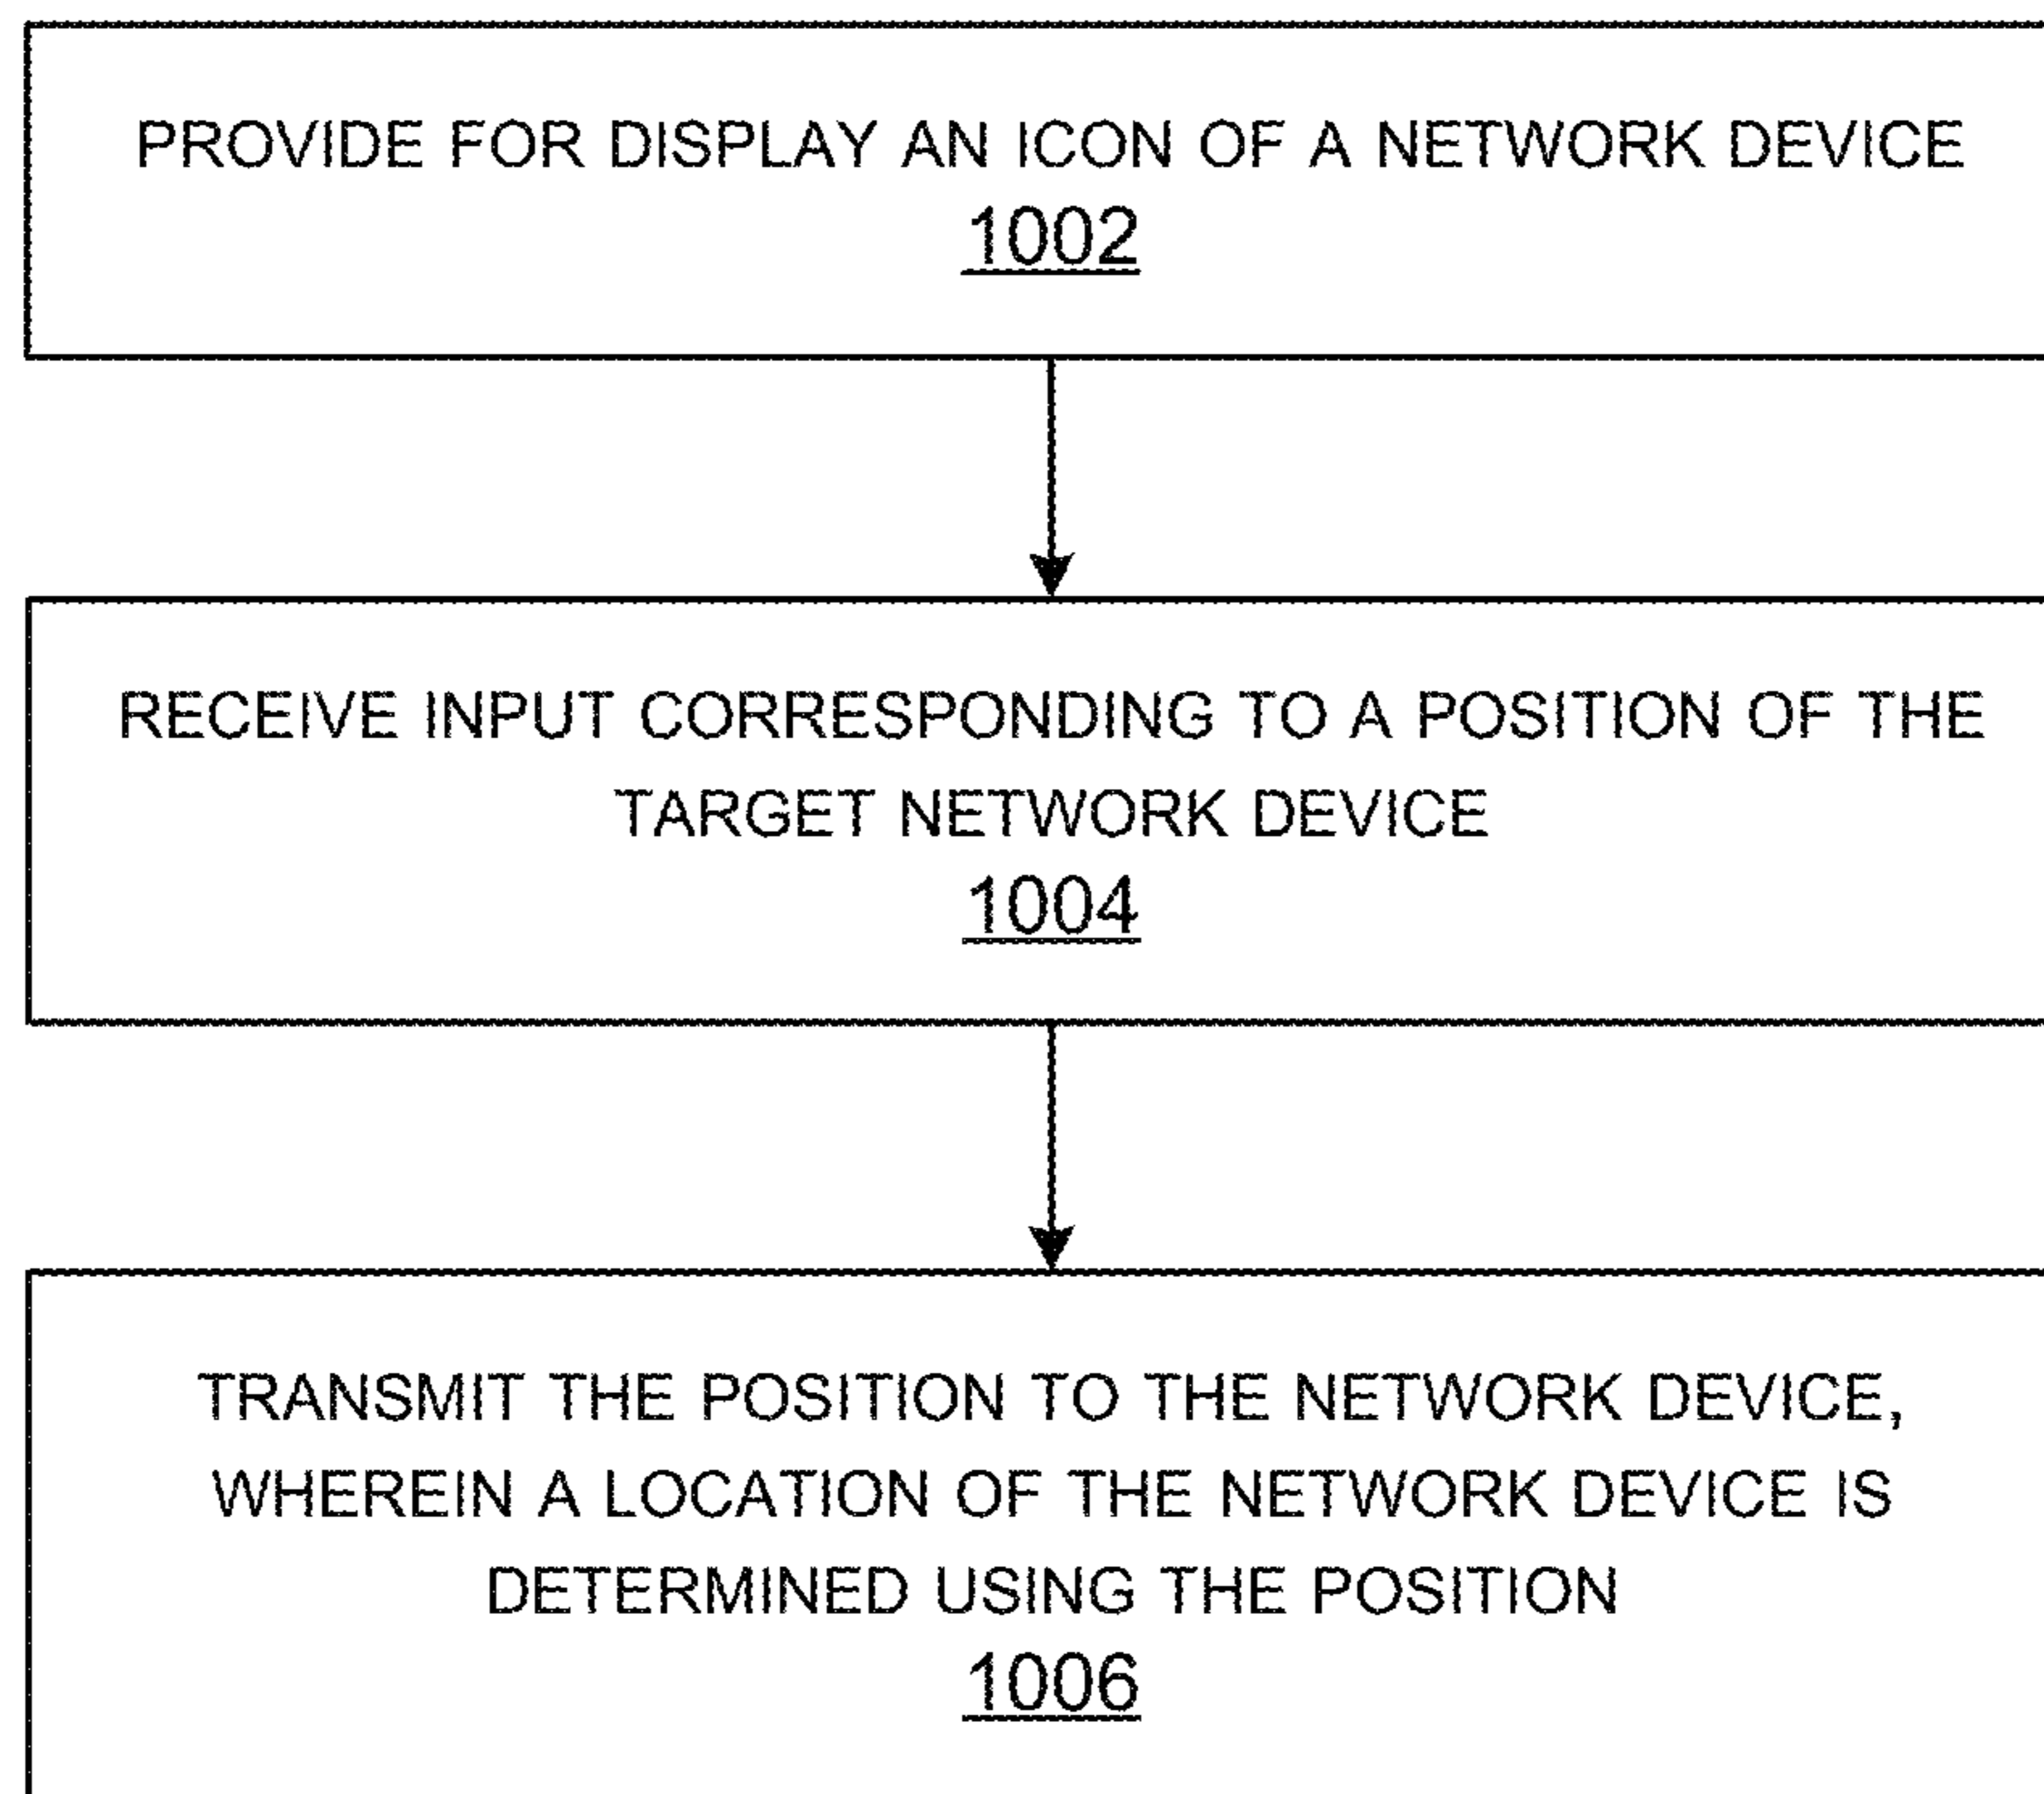 PROVIDE FOR DISPLAY AN ICON OF A NETWORK DEVICE
1002
RECEIVE INPUT CORRESPONDING TO A POSITION OF THE
TARGET NETWORK DEVICE
1004
TRANSMIT THE POSITION TO THE NETWORK DEVICE,
WHEREIN A LOCATION OF THE NETWORK DEVICE IS
DETERMINED USING THE POSITION
1006